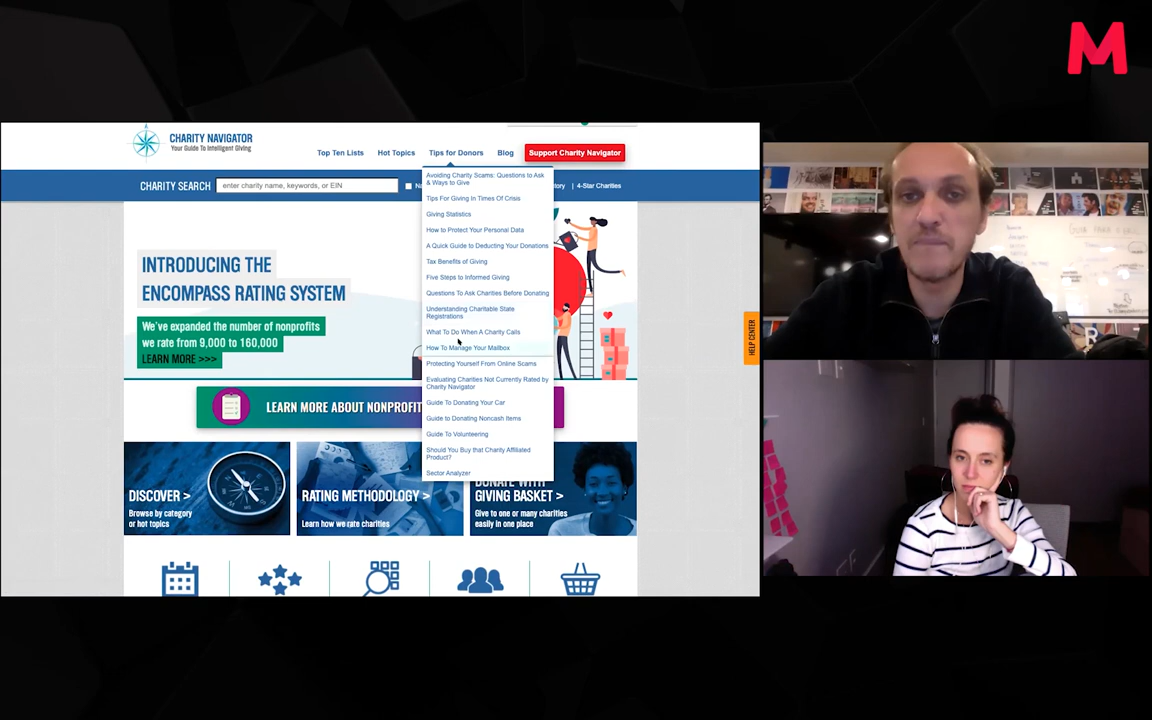 M
CHARITY NAVIGATOR
Your Guide To Intelligent Giving
Top Ten Lists
Hot Topics
Tips for Donors
Blog
Support Charity Navigator
CHARITY SEARCH
enter charity name, keywords, or EIN
| 4-Star Charities
Avoiding Charity Scams: Questions to Ask
& Ways to Give
Tips For Giving In Times Of Crisis
Giving Statistics
How to Protect Your Personal Data
A Quick Guide to Deducting Your Donations
Tax Benefits of Giving
Five Steps to Informed Giving
Questions To Ask Charities Before Donating
Understanding Charitable State
Registrations
What To Do When A Charity Calls
How To Manage Your Mailbox
Protecting Yourself From Online Scams
Evaluating Charities Not Currently Rated by
Charity Navigator
Guide To Donating Your Car
Guide to Donating Noncash Items
Guide To Volunteering
Should You Buy that Charity Affiliated
Product?
Sector Analyzer
INTRODUCING THE
ENCOMPASS RATING SYSTEM
We've expanded the number of nonprofits
we rate from 9,000 to 160,000
LEARN MORE >>>
HELP CENTER
LEARN MORE ABOUT NONPROFIT
DISCOVER >
Browse by category
or hot topics
RATING METHODOLOGY >
Learn how we rate charities
DONATE WITH
GIVING BASKET >
Give to one or many charities
easily in one place